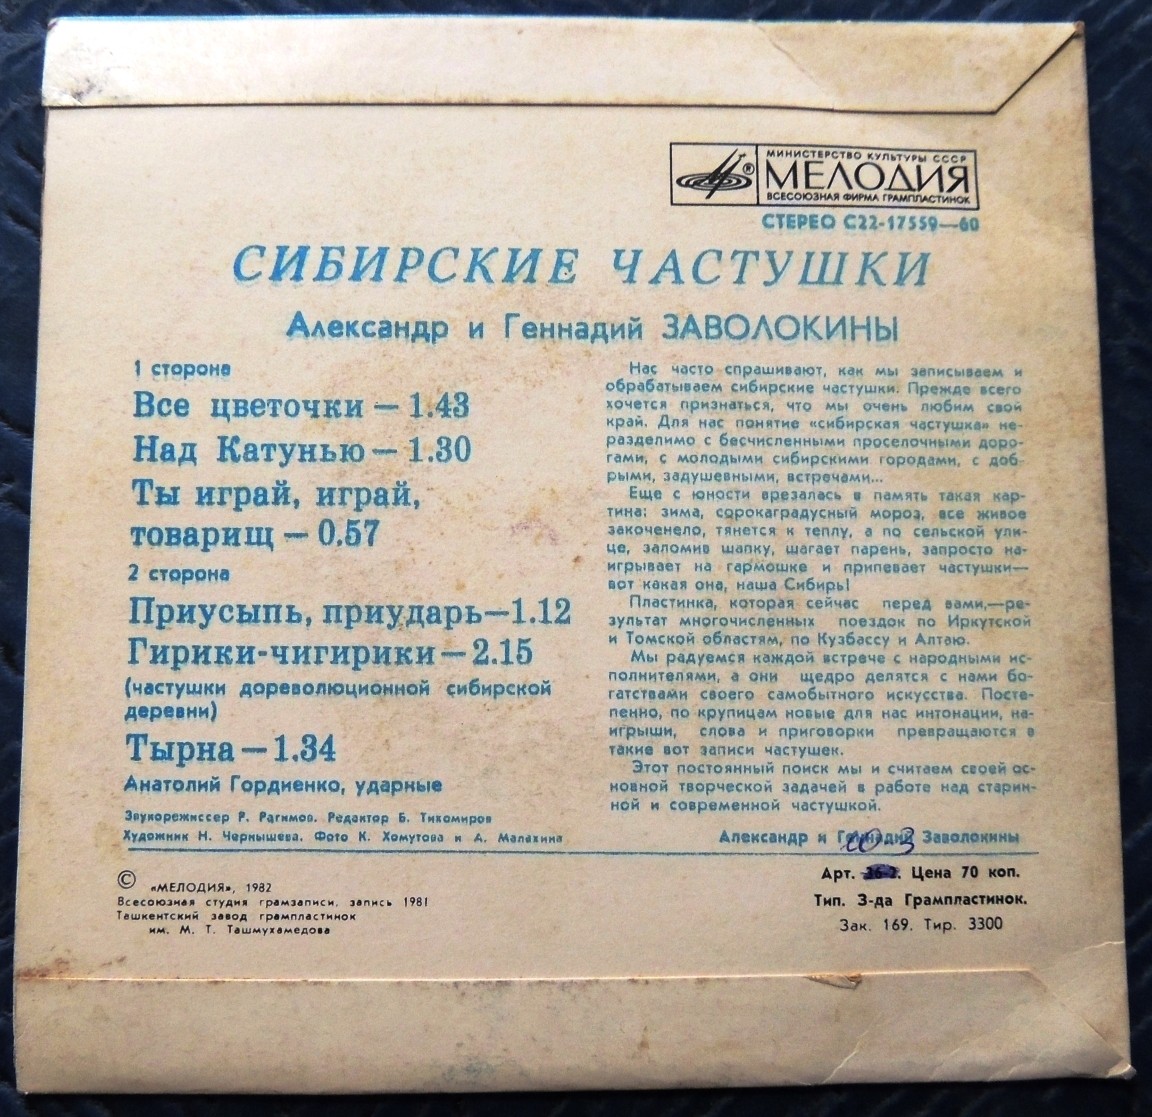 МИНИСТЕРСТВО КУЛЬТУРЫ СССР
МЕЛОДИЯ
®
ВСЕСОЮЗНАЯ ФИРМА ГРАМПЛАСТИНОК
СТЕРЕО С22-17559—60
СИБИРСКИЕ ЧАСТУШКИ
Александр и Геннадий ЗАВОЛОКИНЫ
1 сторона
Все цветочки — 1.43
Над Катунью — 1.30
Ты играй, играй,
товарищ — 0.57
2 сторона
Приусыпь, приударь—1.12
Гирики-чигирики — 2.15
(частушки дореволюционной сибирской
деревни)
Тырна — 1.34
Анатолий Гордиенко, ударные
Звукорежиссер Р. Рагимов. Редактор Б. Тихомиров
Художник Н. Чернышева. Фото К. Хомутова и А. Малахина
Нас часто спрашивают, как мы записываем и
обрабатываем сибирские частушки. Прежде всего
хочется признаться, что мы очень любим свой
край. Для нас понятие «сибирская частушка» не-
разделимо с бесчисленными проселочными доро-
гами, с молодыми сибирскими городами, с доб-
рыми, задушевными, встречами...
Еще с юности врезалась в память такая кар-
тина: зима, сорокаградусный мороз, все живое
закоченело, тянется к теплу, а по сельской ули-
це, заломив шапку, шагает парень, запросто на-
игрывает на гармошке и припевает частушки—
вот какая она, наша Сибирь!
Пластинка, которая сейчас перед вами,—ре-
зультат многочисленных поездок по Иркутской
и Томской областям, по Кузбассу и Алтаю.
Мы радуемся каждой встрече с народными ис-
полнителями, а они щедро делятся с нами бо-
гатствами своего самобытного искусства. Посте-
пенно, по крупицам новые для нас интонации, на-
игрыши, слова и приговорки превращаются в
такие вот записи частушек.
Этот постоянный поиск мы и считаем своей ос-
новной творческой задачей в работе над старин-
ной и современной частушкой.
Александр и Геннадий Заволокины
10 3
© «МЕЛОДИЯ», 1982
Всесоюзная студия грамзаписи, запись 1981
Ташкентский завод грампластинок
им. М. Т. Ташмухамедова
Арт. Цена 70 коп.
Тип. З-да Грампластинок.
Зак. 169. Тир. 3300